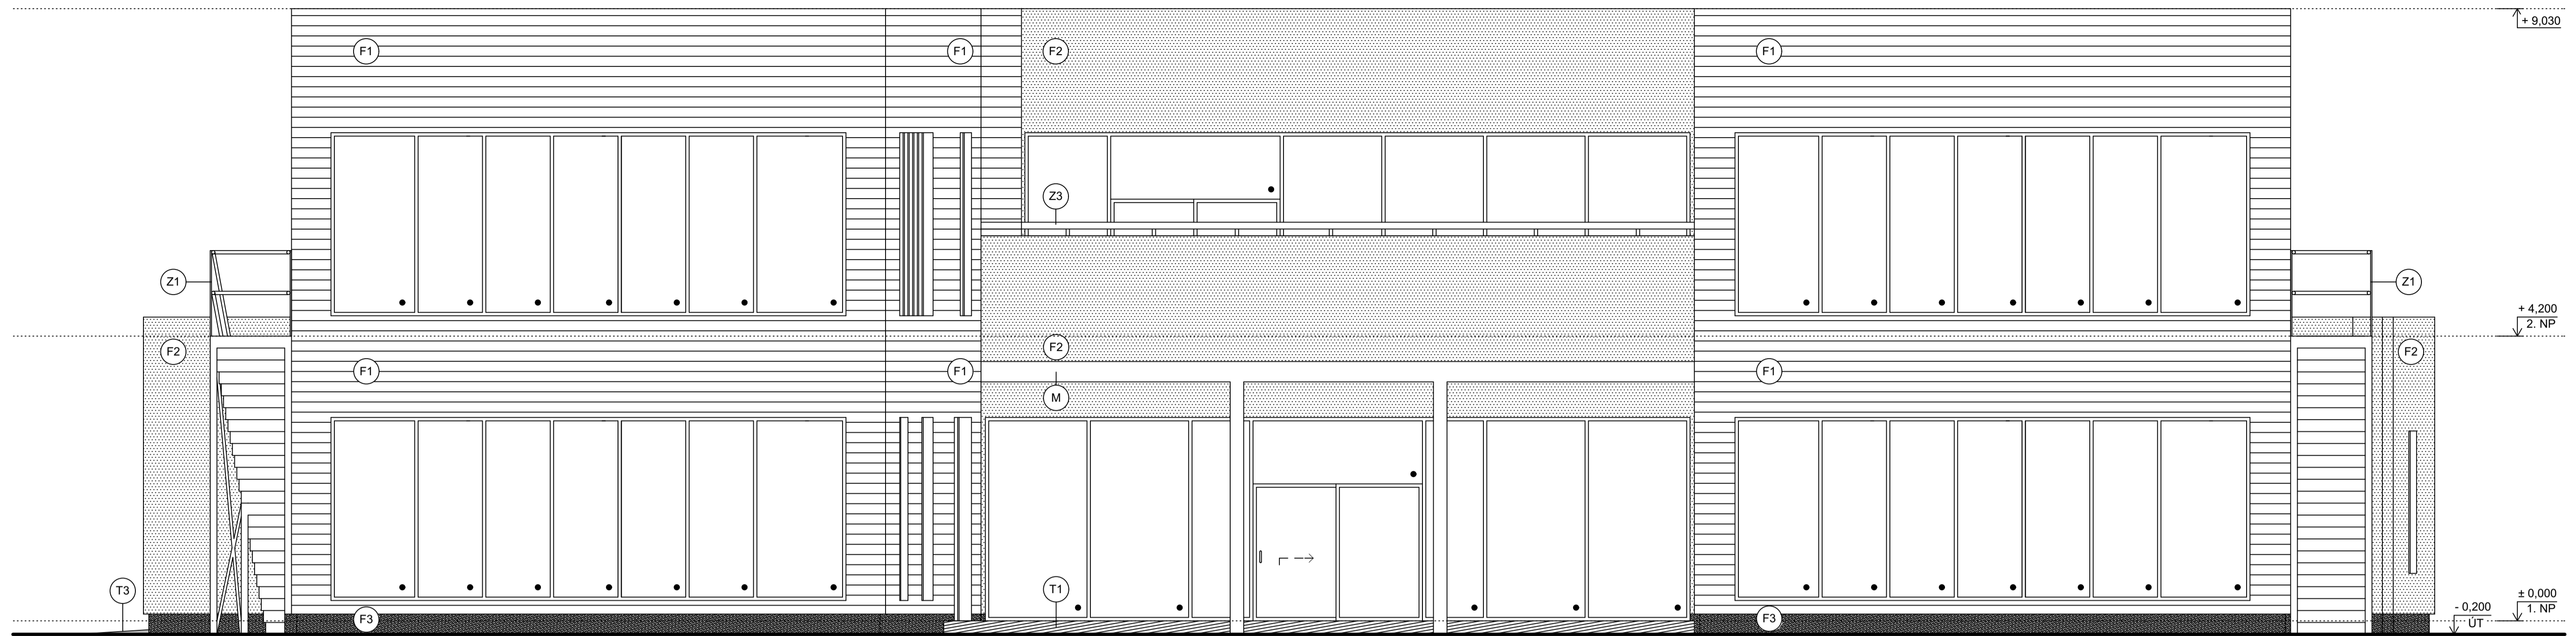 + 9,030
F1
F1
F2
F1
Z3
Z1
Z1
+ 4,200
2. NP
F2
F2
F2
F1
F1
F1
M
T3
T1
± 0,000
1. NP
- 0,200
ÚT
F3
F3